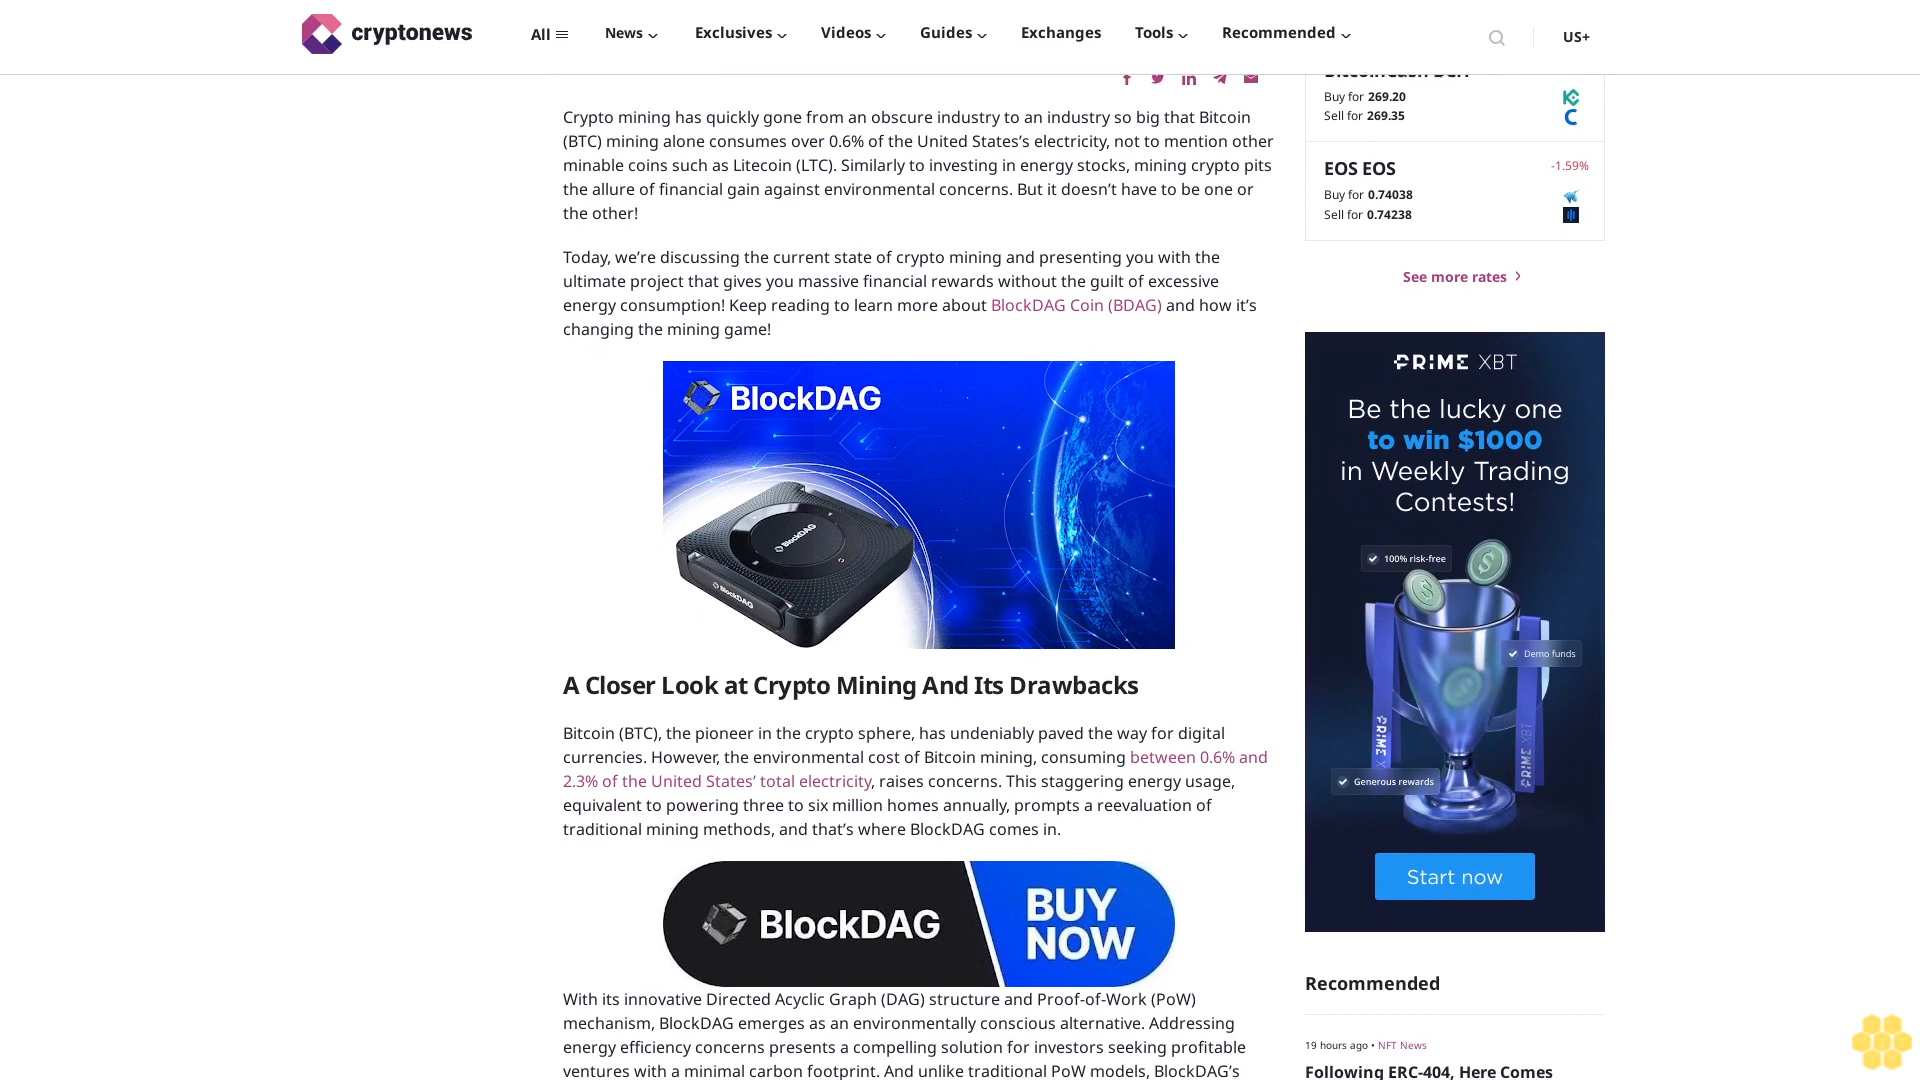 cryptonews
All
News
Exclusives
Videos
Guides
Exchanges
Tools
Recommended
US+
Crypto mining has quickly gone from an obscure industry to an industry so big that Bitcoin
(BTC) mining alone consumes over 0.6% of the United States’s electricity, not to mention other
minable coins such as Litecoin (LTC). Similarly to investing in energy stocks, mining crypto pits
the allure of financial gain against environmental concerns. But it doesn’t have to be one or
the other!
Today, we’re discussing the current state of crypto mining and presenting you with the
ultimate project that gives you massive financial rewards without the guilt of excessive
energy consumption! Keep reading to learn more about BlockDAG Coin (BDAG) and how it’s
changing the mining game!
BlockDAG
BlockDAG
BlockDAG
A Closer Look at Crypto Mining And Its Drawbacks
Bitcoin (BTC), the pioneer in the crypto sphere, has undeniably paved the way for digital
currencies. However, the environmental cost of Bitcoin mining, consuming between 0.6% and
2.3% of the United States’ total electricity, raises concerns. This staggering energy usage,
equivalent to powering three to six million homes annually, prompts a reevaluation of
traditional mining methods, and that’s where BlockDAG comes in.
BlockDAG
BUY
NOW
With its innovative Directed Acyclic Graph (DAG) structure and Proof-of-Work (PoW)
mechanism, BlockDAG emerges as an environmentally conscious alternative. Addressing
energy efficiency concerns presents a compelling solution for investors seeking profitable
ventures with a minimal carbon footprint. And unlike traditional PoW models, BlockDAG’s
Buy for 269.20
Sell for 269.35
EOS EOS
-1.59%
Buy for 0.74038
Sell for 0.74238
See more rates
PRIME XBT
Be the lucky one
to win $1000
in Weekly Trading
Contests!
100% risk-free
Demo funds
PRIME X
PRIME XBT
Generous rewards
Start now
Recommended
19 hours ago • NFT News
Following ERC-404, Here Comes